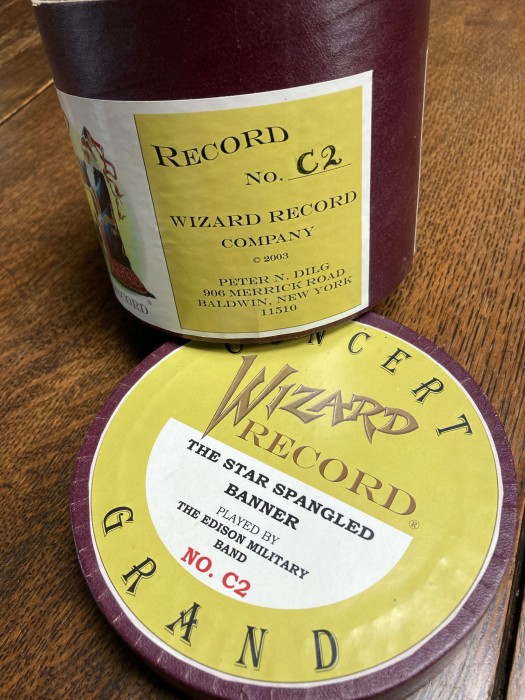 RECORD
NO. C2
WIZARD RECORD
COMPANY
© 2003
PETER N. DILG
906 MERRICK ROAD
BALDWIN, NEW YORK
11510
CONCERT
WIZARD
RECORD®
THE STAR SPANGLED
BANNER
PLAYED BY
THE EDISON MILITARY
BAND
NO. C2
GRAND